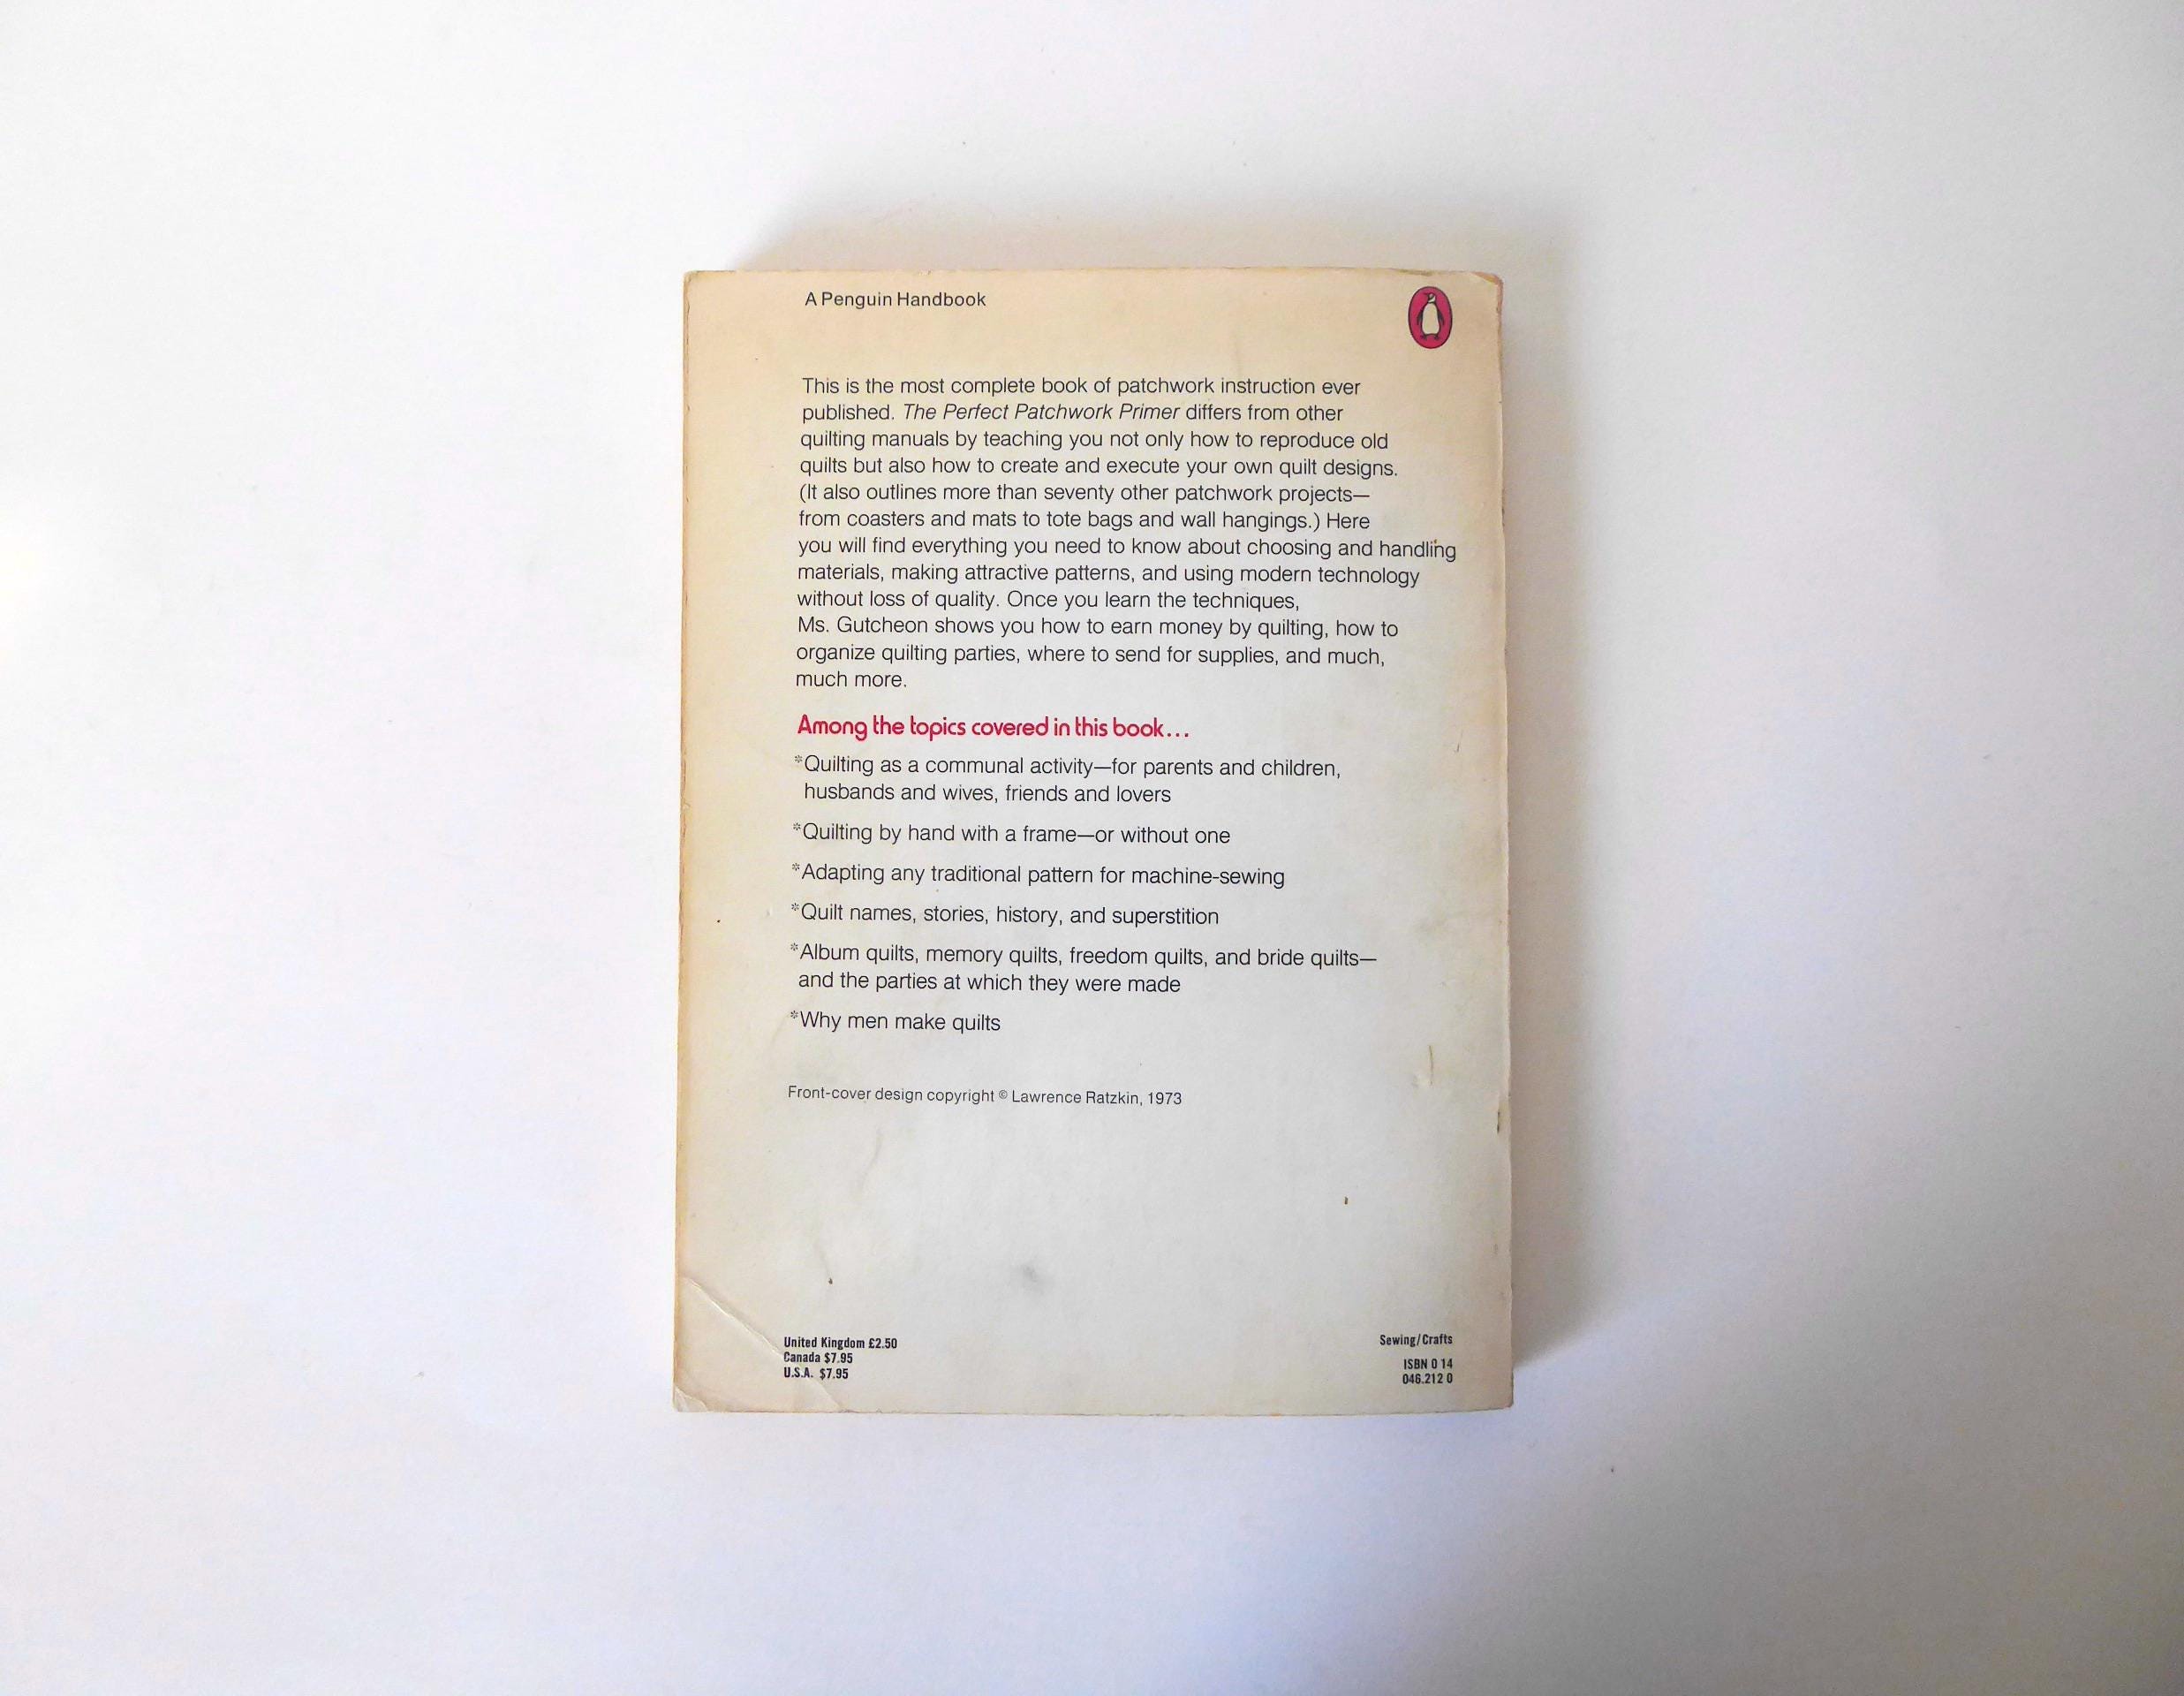 A Penguin Handbook
This is the most complete book of patchwork instruction ever
published. The Perfect Patchwork Primer differs from other
quilting manuals by teaching you not only how to reproduce old
quilts but also how to create and execute your own quilt designs.
(It also outlines more than seventy other patchwork projects—
from coasters and mats to tote bags and wall hangings.) Here
you will find everything you need to know about choosing and handling
materials, making attractive patterns, and using modern technology
without loss of quality. Once you learn the techniques,
Ms. Gutcheon shows you how to earn money by quilting, how to
organize quilting parties, where to send for supplies, and much,
much more.
Among the topics covered in this book...
*Quilting as a communal activity—for parents and children,
husbands and wives, friends and lovers
*Quilting by hand with a frame—or without one
*Adapting any traditional pattern for machine-sewing
*Quilt names, stories, history, and superstition
*Album quilts, memory quilts, freedom quilts, and bride quilts—
and the parties at which they were made
*Why men make quilts
Front-cover design copyright © Lawrence Ratzkin, 1973
United Kingdom £2.50
Canada $7.95
U.S.A. $7.95
Sewing/Crafts
ISBN 0 14
046.212 0